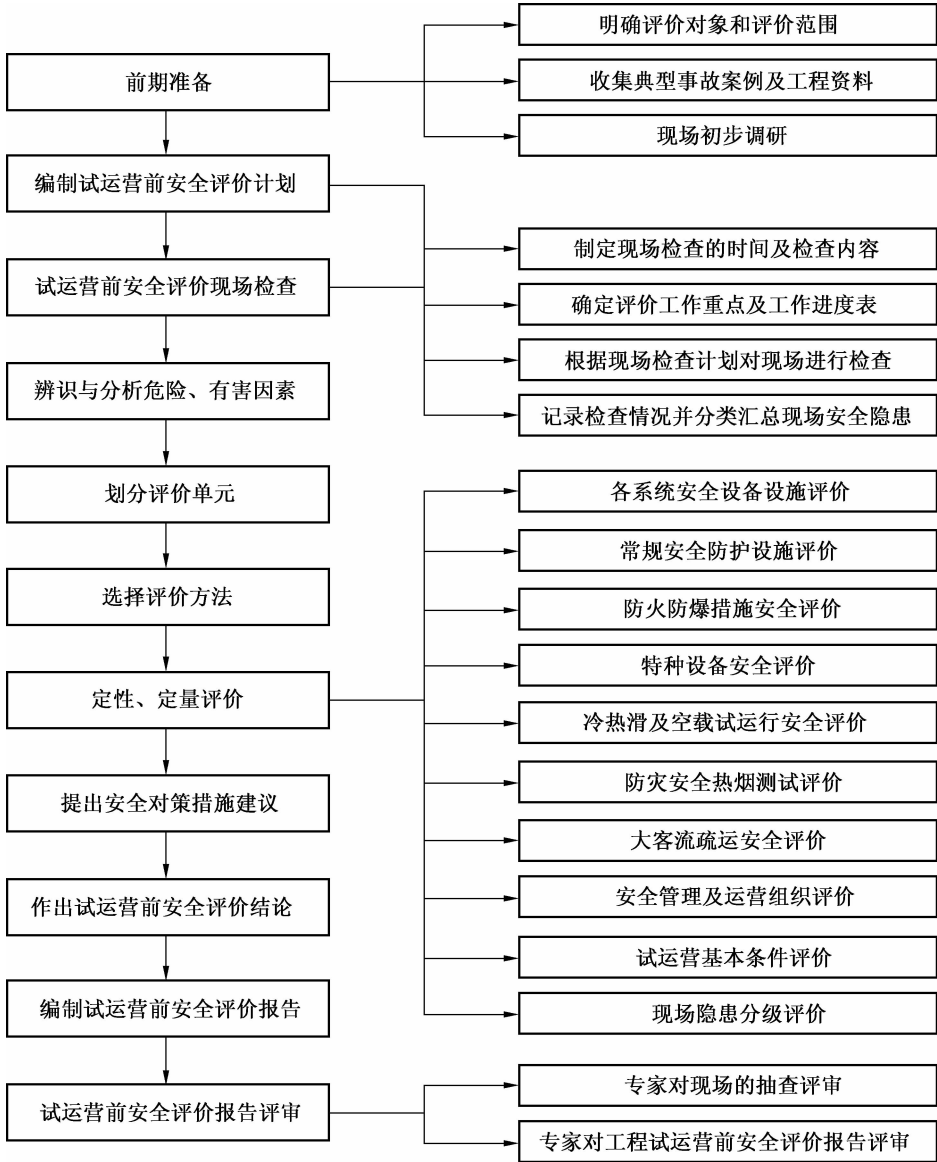 前期准备
明确评价对象和评价范围
收集典型事故案例及工程资料
现场初步调研
编制试运营前安全评价计划
试运营前安全评价现场检查
制定现场检查的时间及检查内容
确定评价工作重点及工作进度表
根据现场检查计划对现场进行检查
记录检查情况并分类汇总现场安全隐患
辨识与分析危险、有害因素
划分评价单元
选择评价方法
定性、定量评价
各系统安全设备设施评价
常规安全防护设施评价
防火防爆措施安全评价
特种设备安全评价
冷热滑及空载试运行安全评价
防灾安全热烟测试评价
大客流疏运安全评价
安全管理及运营组织评价
试运营基本条件评价
现场隐患分级评价
提出安全对策措施建议
作出试运营前安全评价结论
编制试运营前安全评价报告
试运营前安全评价报告评审
专家对现场的抽查评审
专家对工程试运营前安全评价报告评审